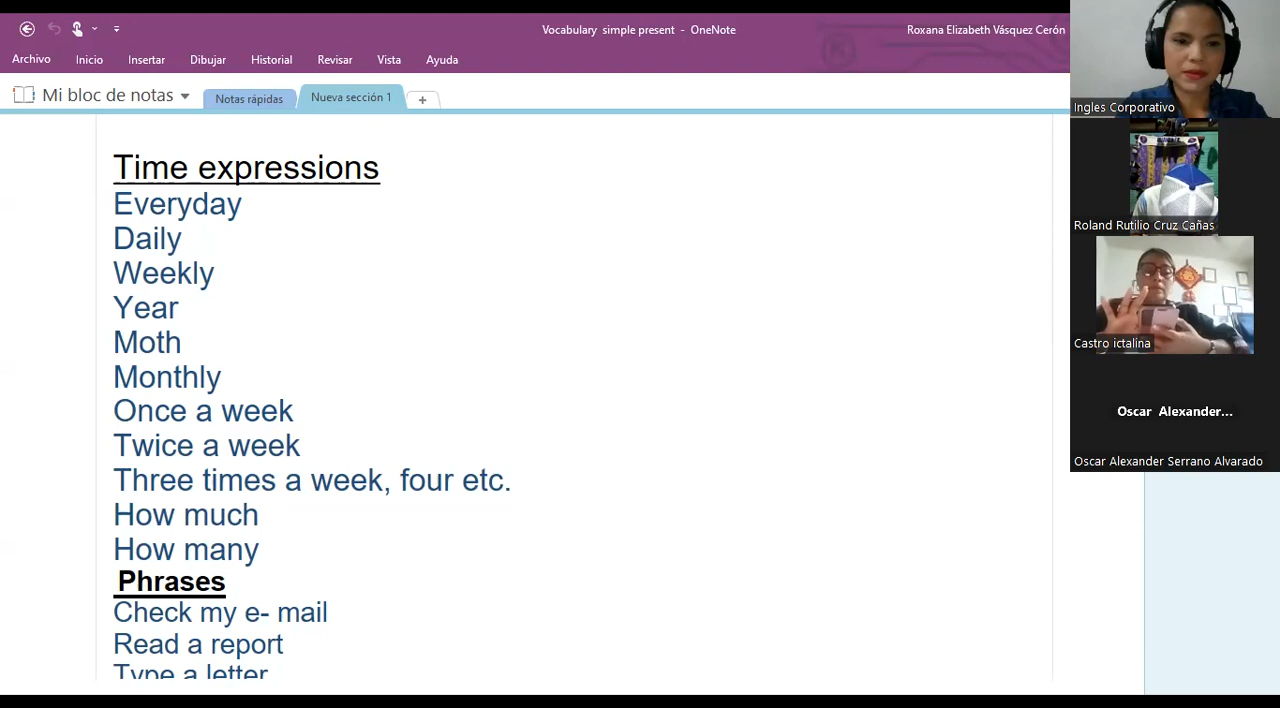 Vocabulary simple present - OneNote
Roxana Elizabeth Vásquez Cerón
Archivo Inicio Insertar Dibujar Historial Revisar Vista Ayuda
Mi bloc de notas Notas rápidas Nueva sección 1
Time expressions
Everyday
Daily
Weekly
Year
Moth
Monthly
Once a week
Twice a week
Three times a week, four etc.
How much
How many
Phrases
Check my e- mail
Read a report
Type a letter
Ingles Corporativo
Roland Rutilio Cruz Cañas
Castro ictalina
Oscar Alexander...
Oscar Alexander Serrano Alvarado